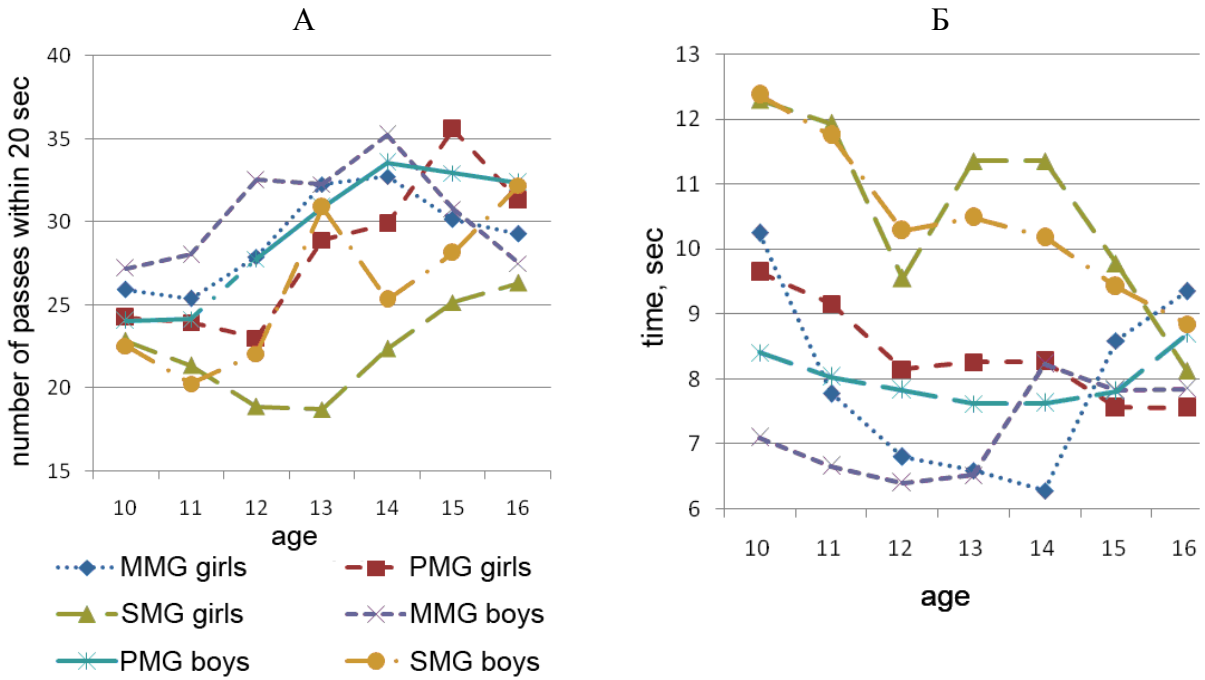 А
Б
number of passes within 20 sec
40
35
30
25
20
15
10 11 12 13 14 15 16
age
time, sec
13
12
11
10
9
8
7
6
10 11 12 13 14 15 16
age
MMG girls
PMG girls
SMG girls
MMG boys
PMG boys
SMG boys